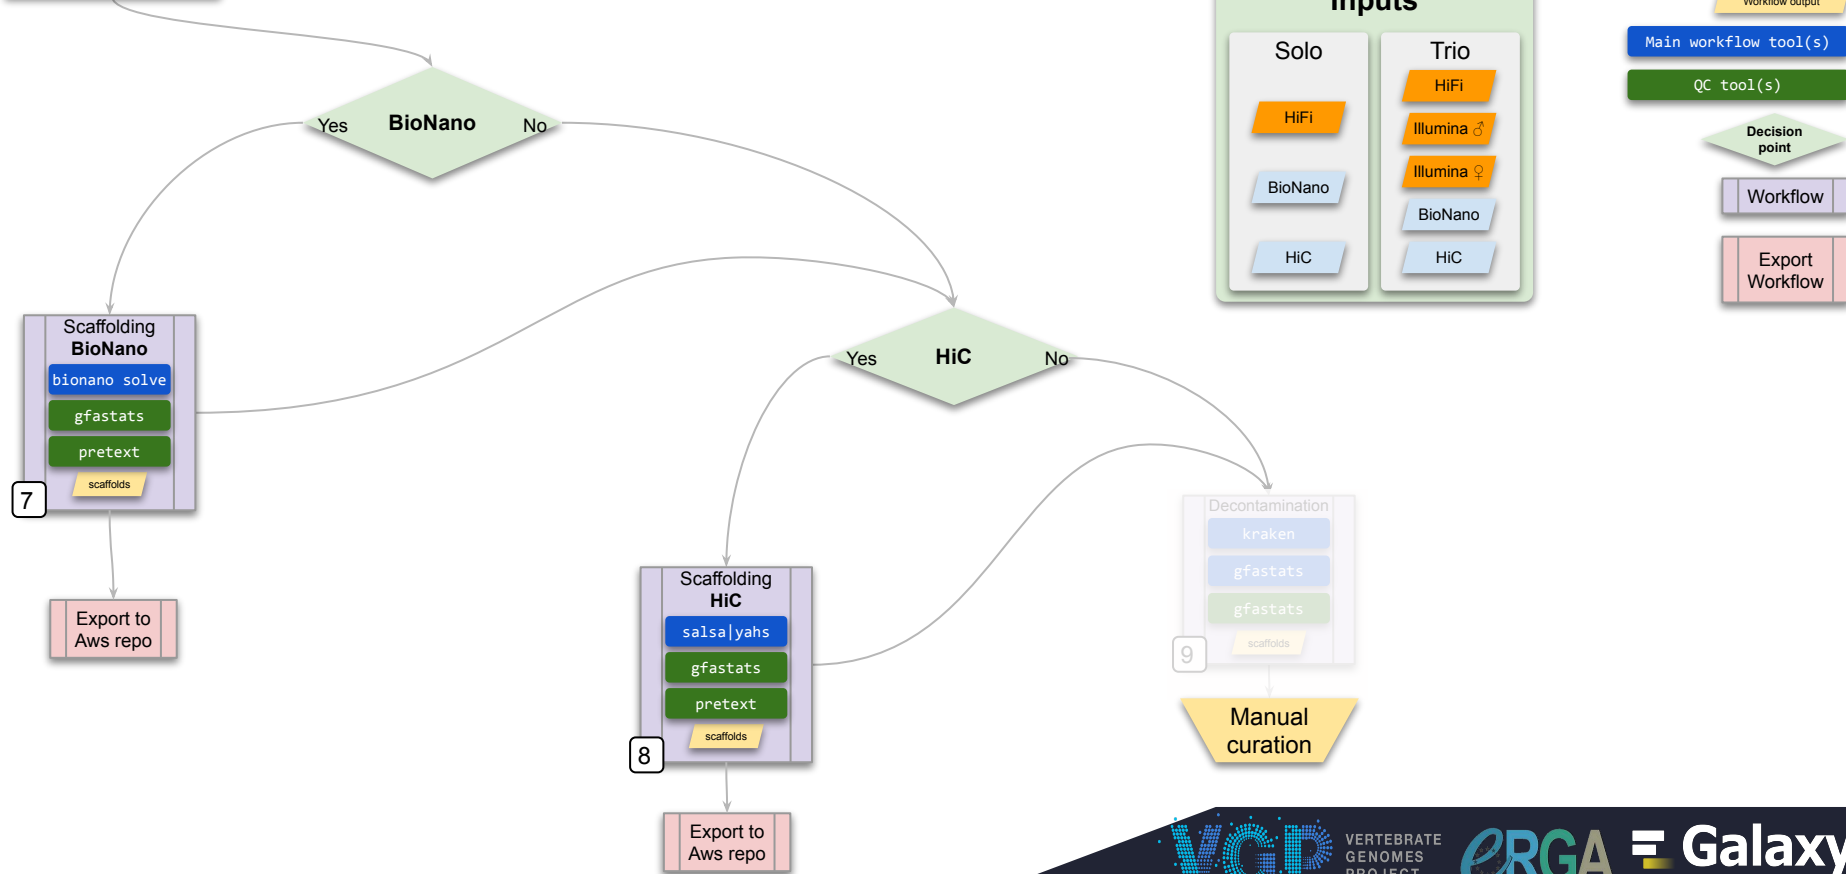 Inputs
Workflow output
Solo
Trio
HiFi
BioNano
HiC
HiFi
Illumina ♂
Illumina ♀
BioNano
HiC
Main workflow tool(s)
QC tool(s)
Decision
point
Workflow
Export
Workflow
Yes
BioNano
No
Scaffolding
BioNano
bionano solve
gfastats
pretext
scaffolds
7
Export to
Aws repo
Yes
HiC
No
Scaffolding
HiC
salsa|yahs
gfastats
pretext
scaffolds
8
Export to
Aws repo
Decontamination
kraken
gfastats
gfastats
scaffolds
9
Manual
curation
VGP
VERTEBRATE
GENOMES
PROJECT
eRGA
Galaxy